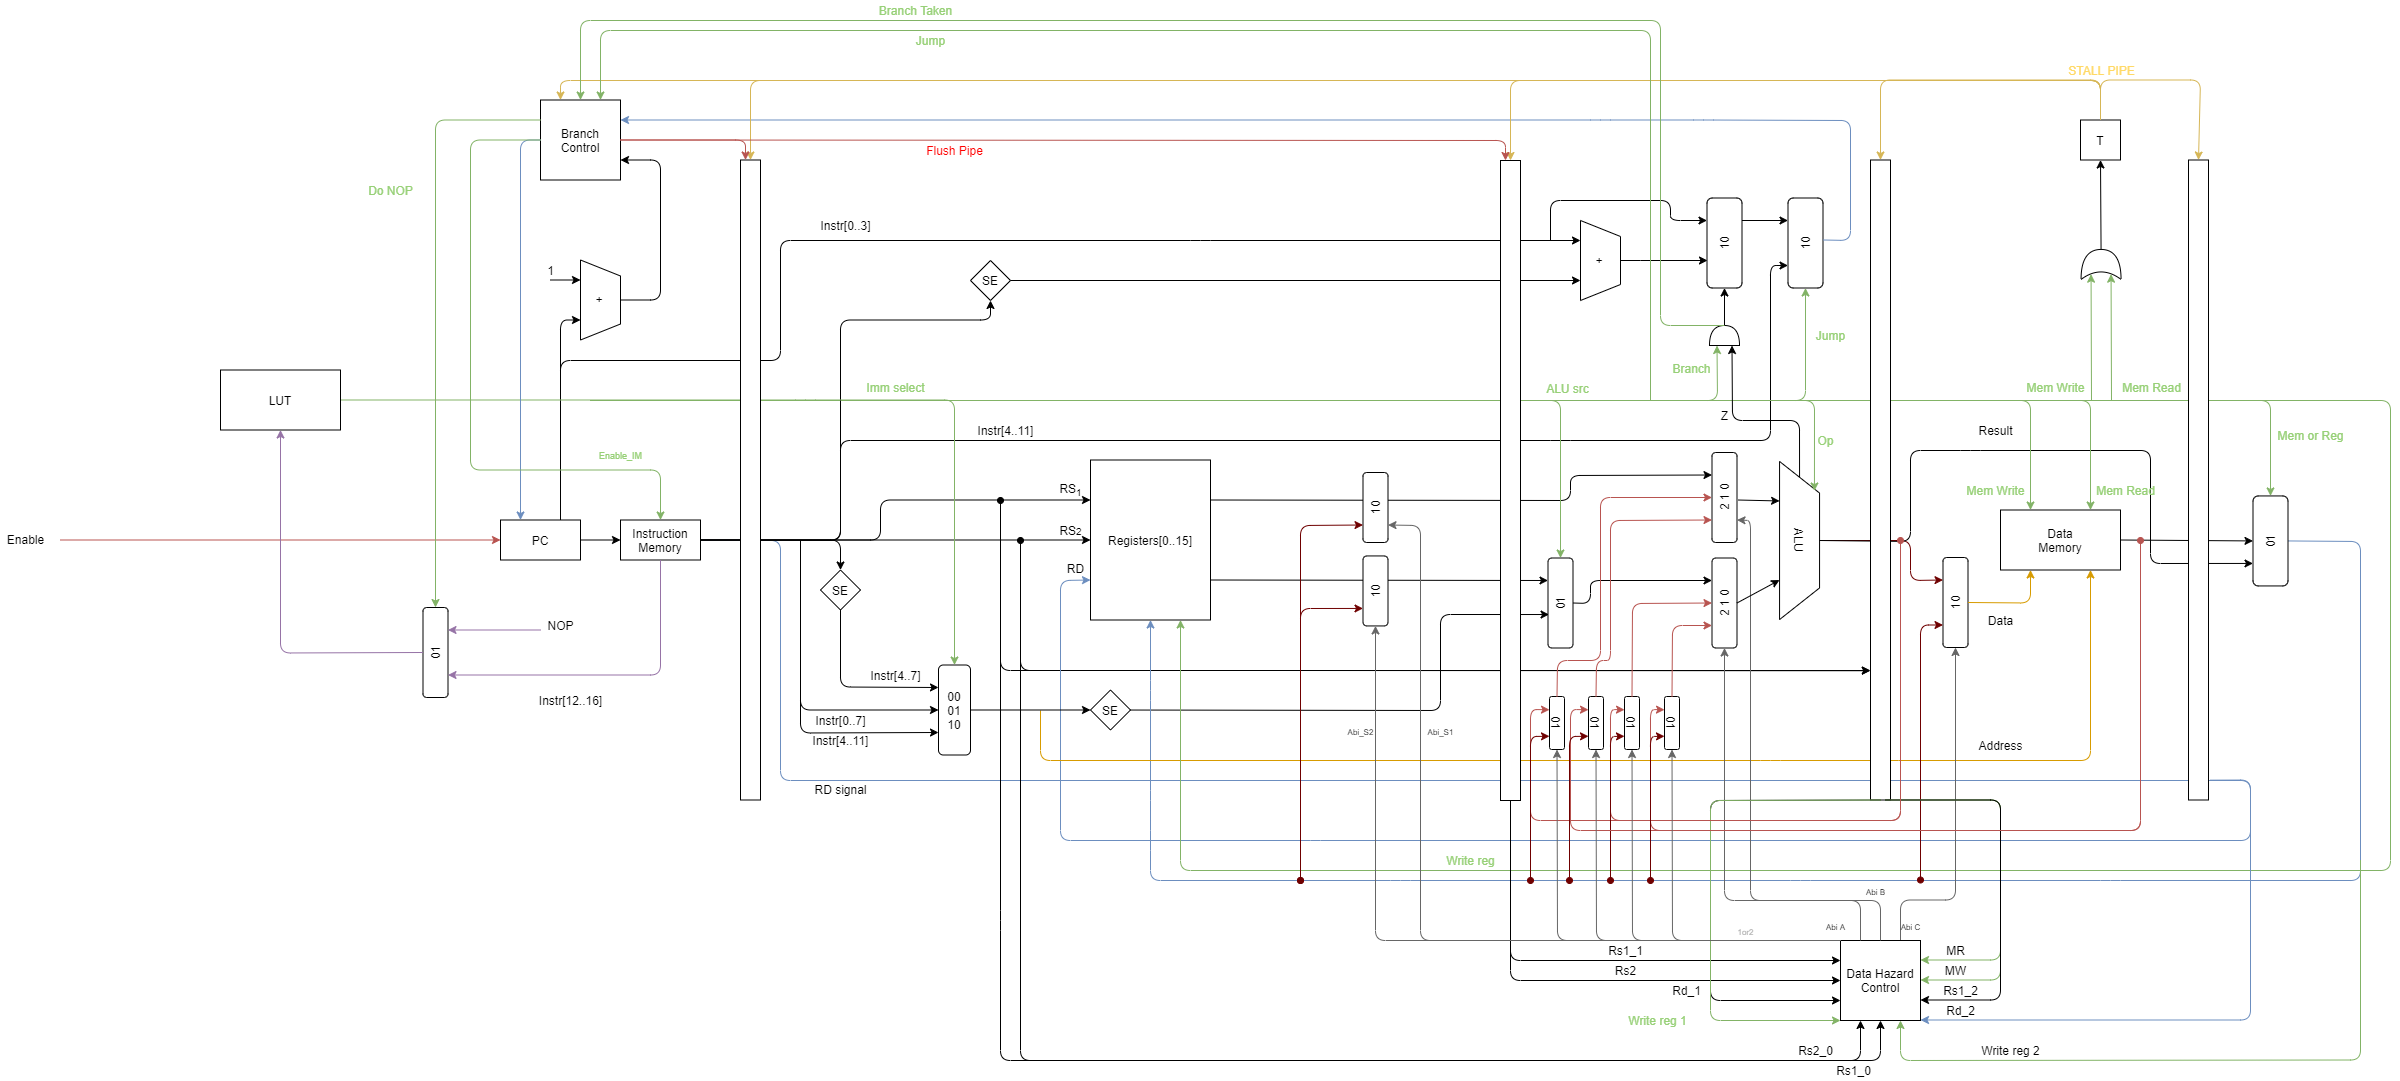 Branch Taken
Jump
STALL PIPE
Branch
Control
T
Flush Pipe
Do NOP
Instr[0..3]
10
10
1
+
SE
+
Jump
Branch
LUT
Imm select
ALU src
Mem Write
Mem Read
Z
Instr[4..11]
Op
Result
Mem or Reg
Enable_IM
RS1
10
2 1 0
Mem Write
Mem Read
Enable
PC
Instruction
Memory
RS2
Registers[0..15]
ALU
Data
Memory
01
RD
SE
10
01
2 1 0
10
Data
NOP
01
Instr[4..7]
Instr[12..16]
00
01
10
SE
Instr[0..7]
Instr[4..11]
Abi_S2
Abi_S1
01
01
01
01
Address
RD signal
Write reg
Abi B
Abi A
Abi C
1or2
Rs1_1
MR
Rs2
Data Hazard
Control
MW
Rd_1
Rs1_2
Write reg 1
Rd_2
Rs2_0
Write reg 2
Rs1_0